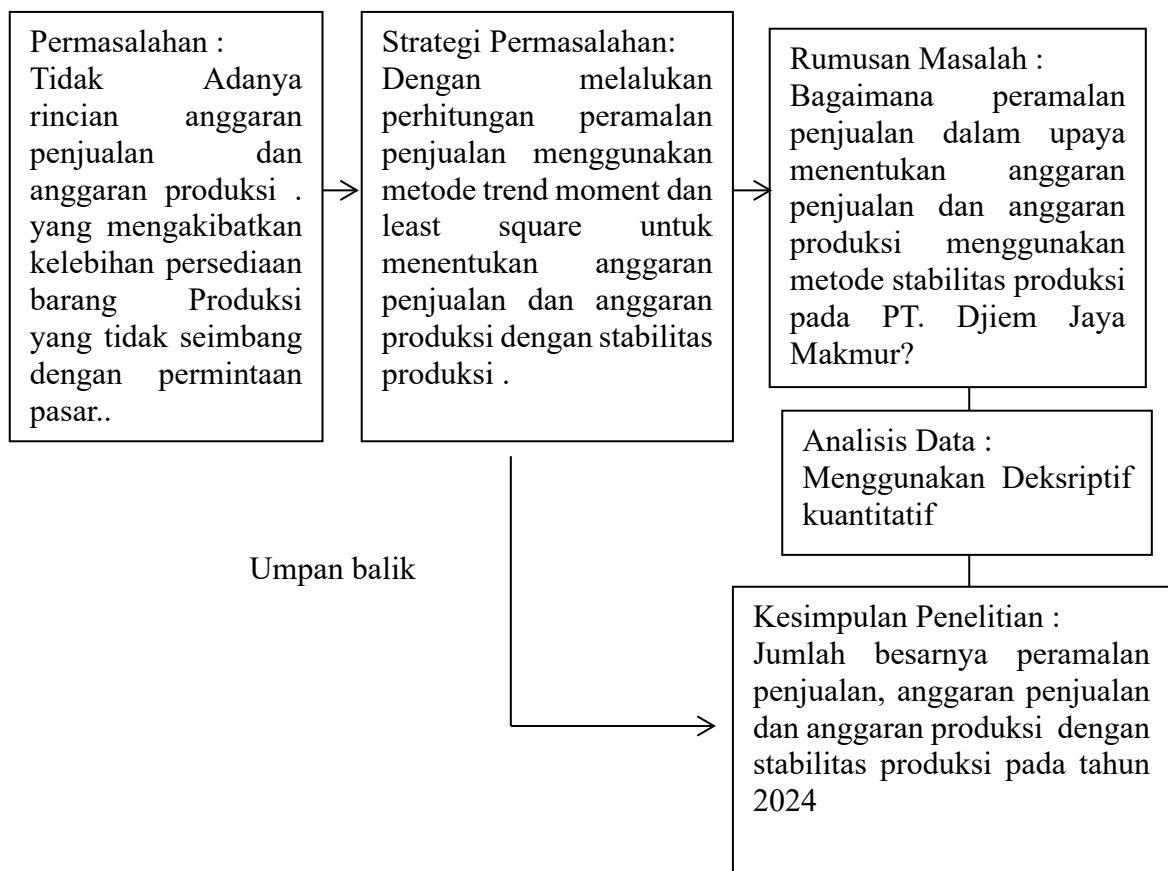 Permasalahan :
Tidak Adanya
rincian anggaran
penjualan dan
anggaran produksi .
yang mengakibatkan
kelebihan persediaan
barang Produksi
yang tidak seimbang
dengan permintaan
pasar..
Strategi Permasalahan:
Dengan melalukan
perhitungan peramalan
penjualan menggunakan
metode trend moment dan
least square untuk
menentukan anggaran
penjualan dan anggaran
produksi dengan stabilitas
produksi .
Rumusan Masalah :
Bagaimana peramalan
penjualan dalam upaya
menentukan anggaran
penjualan dan anggaran
produksi menggunakan
metode stabilitas produksi
pada PT. Djiem Jaya
Makmur?
Analisis Data :
Menggunakan Deksriptif
kuantitatif
Umpan balik
Kesimpulan Penelitian :
Jumlah besarnya peramalan
penjualan, anggaran penjualan
dan anggaran produksi dengan
stabilitas produksi pada tahun
2024